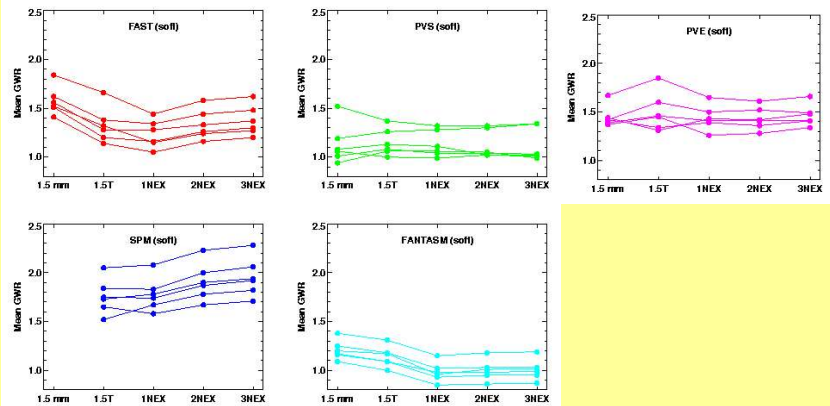 FAST (soft)
2.5
2.0
1.5
1.0
Mean GWR
1.5 mm 1.5T 1NEX 2NEX 3NEX
PVS (soft)
2.5
2.0
1.5
1.0
Mean GWR
1.5 mm 1.5T 1NEX 2NEX 3NEX
PVE (soft)
2.5
2.0
1.5
1.0
Mean GWR
1.5 mm 1.5T 1NEX 2NEX 3NEX
SPM (soft)
2.5
2.0
1.5
1.0
Mean GWR
1.5 mm 1.5T 1NEX 2NEX 3NEX
FANTASM (soft)
2.5
2.0
1.5
1.0
Mean GWR
1.5 mm 1.5T 1NEX 2NEX 3NEX